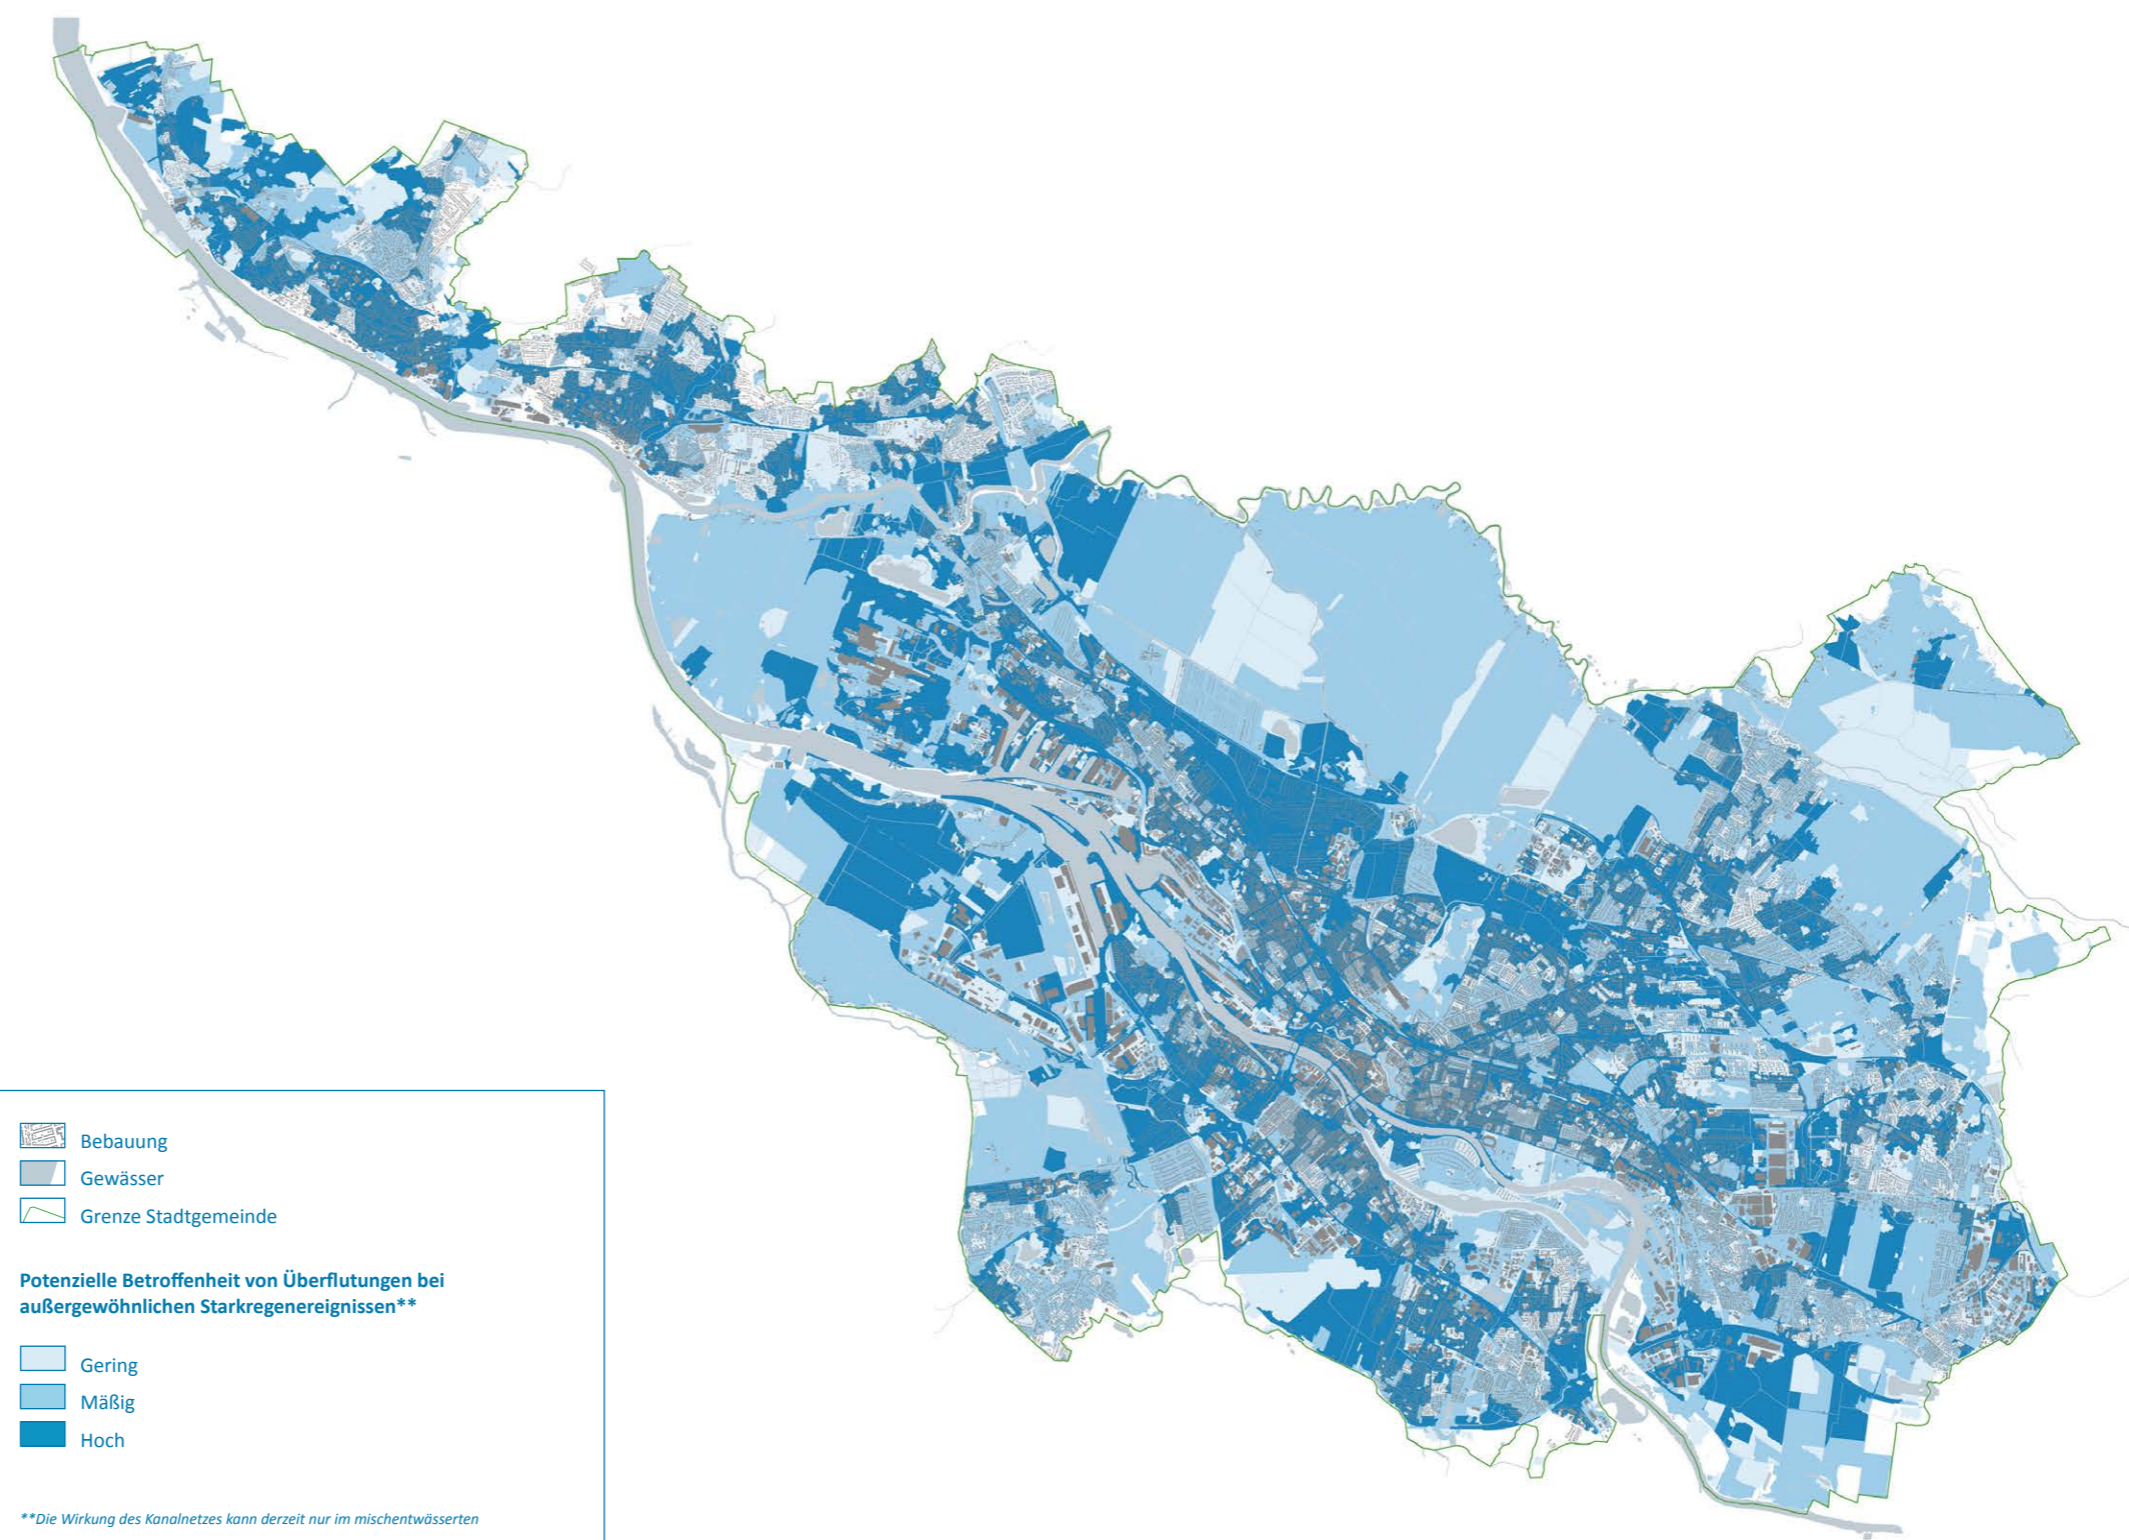 Bebauung
Gewässer
Grenze Stadtgemeinde
Potenzielle Betroffenheit von Überflutungen bei
außergewöhnlichen Starkregenereignissen**
Gering
Mäßig
Hoch
**Die Wirkung des Kanalnetzes kann derzeit nur im mischentwässerten